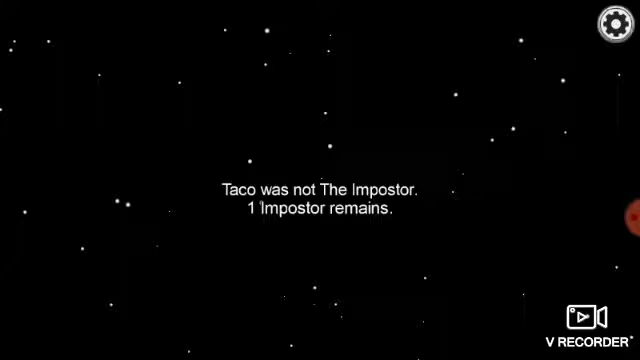 Taco was not The Impostor.
1 Impostor remains.
V RECORDER